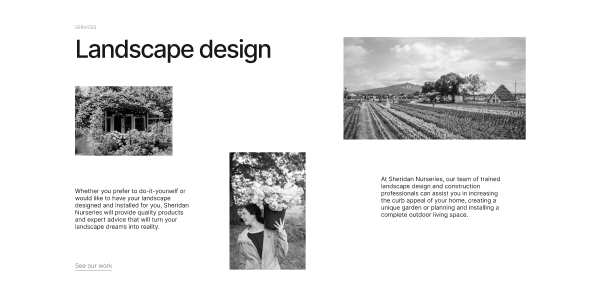 SERVICES
Landscape design
Whether you prefer to do-it-yourself or
would like to have your landscape
designed and installed for you, Sheridan
Nurseries will provide quality products
and expert advice that will turn your
landscape dreams into reality.
See our work
At Sheridan Nurseries, our team of trained
landscape design and construction
professionals can assist you in increasing
the curb appeal of your home, creating a
unique garden or planning and installing a
complete outdoor living space.